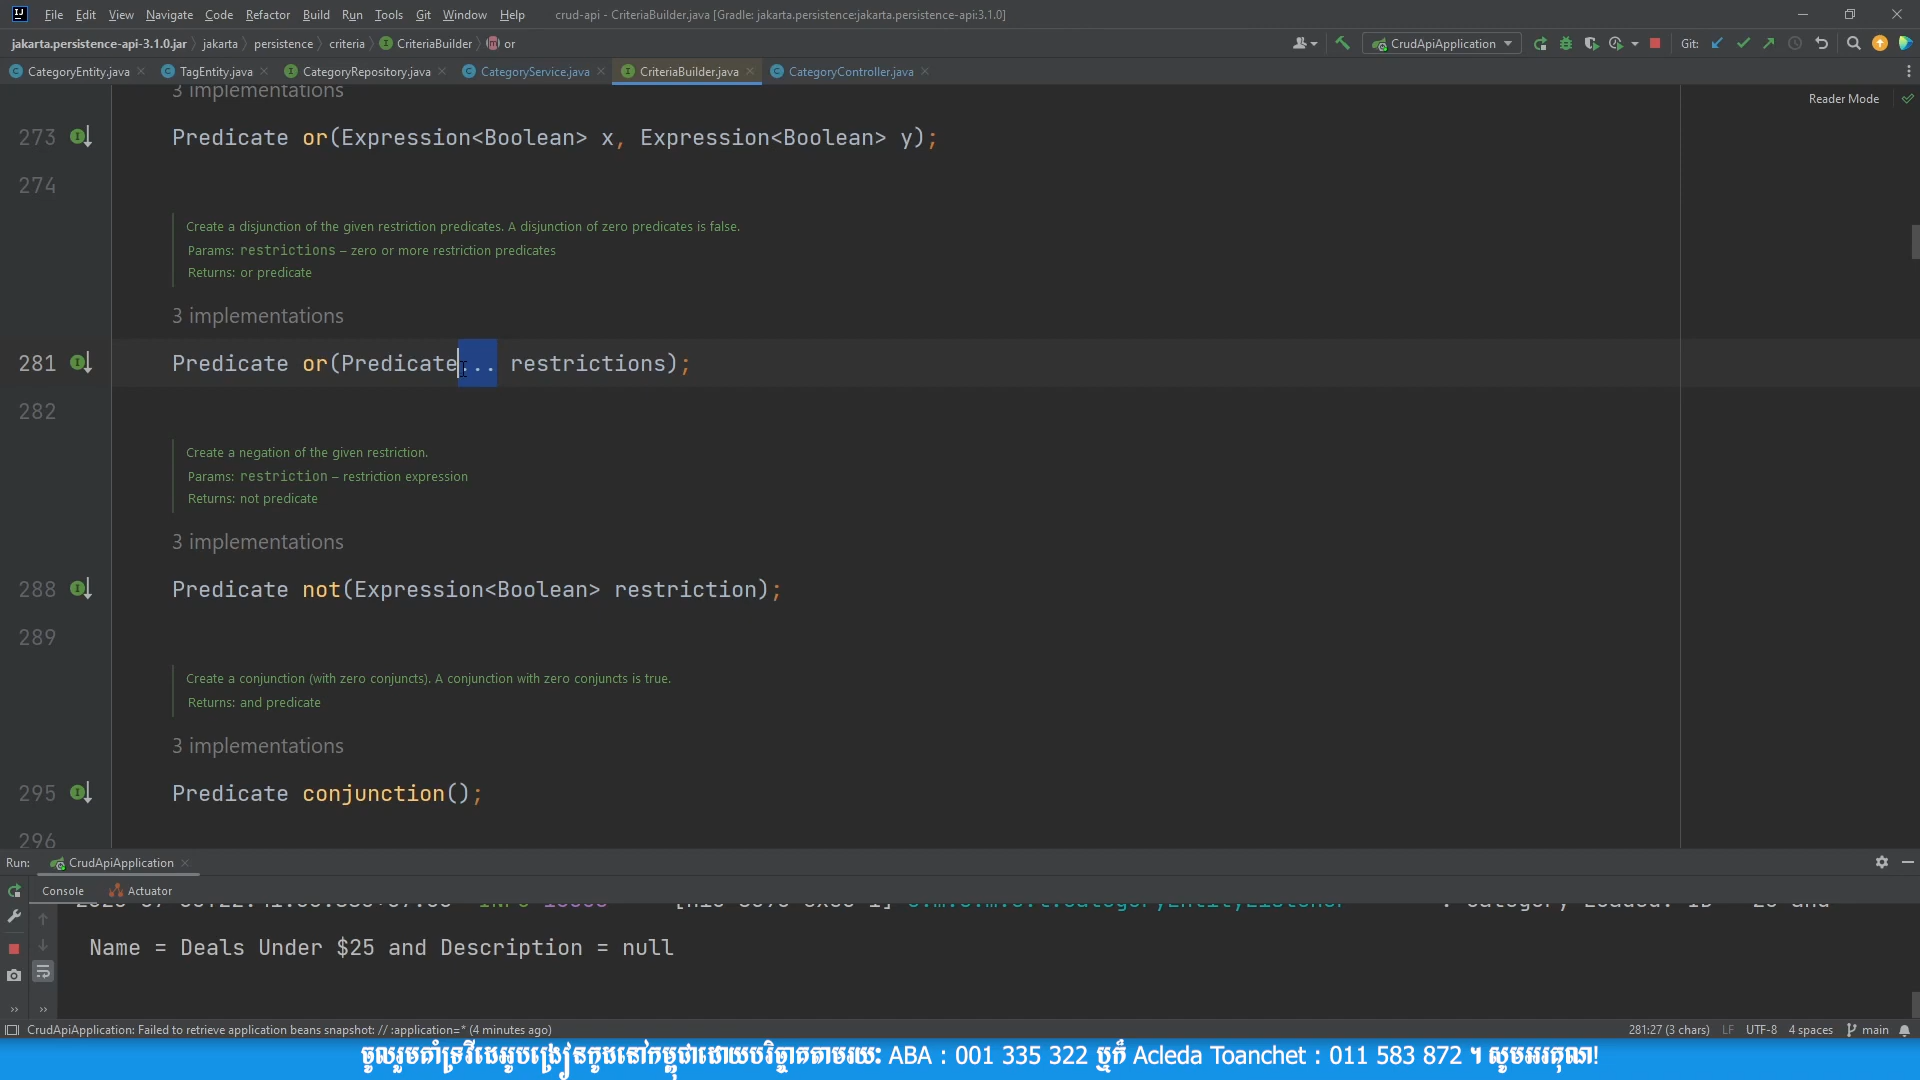 File Edit View Navigate Code Refactor Build Run Tools Git Window Help crud-api - CriteriaBuilder.java [Gradle: jakarta.persistence:jakarta.persistence-api:3.1.0]
jakarta.persistence-api-3.1.0.jar jakarta persistence criteria CriteriaBuilder or CrudApiApplication Git:
CategoryEntity.java TagEntity.java CategoryRepository.java CategoryService.java CriteriaBuilder.java CategoryController.java
3 implementations
Reader Mode
273 Predicate or(Expression<Boolean> x, Expression<Boolean> y);
274
Create a disjunction of the given restriction predicates. A disjunction of zero predicates is false.
Params: restrictions – zero or more restriction predicates
Returns: or predicate
3 implementations
281 Predicate or(Predicate... restrictions);
282
Create a negation of the given restriction.
Params: restriction – restriction expression
Returns: not predicate
3 implementations
288 Predicate not(Expression<Boolean> restriction);
289
Create a conjunction (with zero conjuncts). A conjunction with zero conjuncts is true.
Returns: and predicate
3 implementations
295 Predicate conjunction();
296
Run: CrudApiApplication
Console Actuator
Name = Deals Under $25 and Description = null
CrudApiApplication: Failed to retrieve application beans snapshot: // :application=* (4 minutes ago) 281:27 (3 chars) LF UTF-8 4 spaces main
ចូលរួមគាំទ្រវីដេអូបង្រៀនកូដនៅកម្ពុជាដោយបរិច្ចាគតាមរយៈ ABA : 001 335 322 ឬក៏ Acleda Toanchet : 011 583 872 ។ សូមអរគុណ!